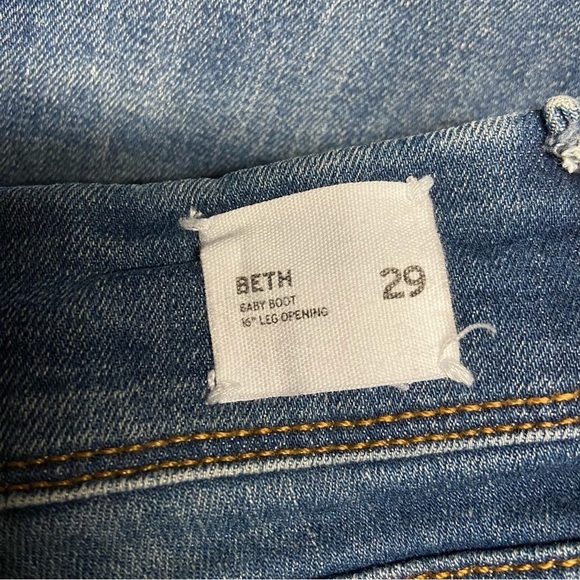 BETH
BABY BOOT
16" LEG OPENING
29